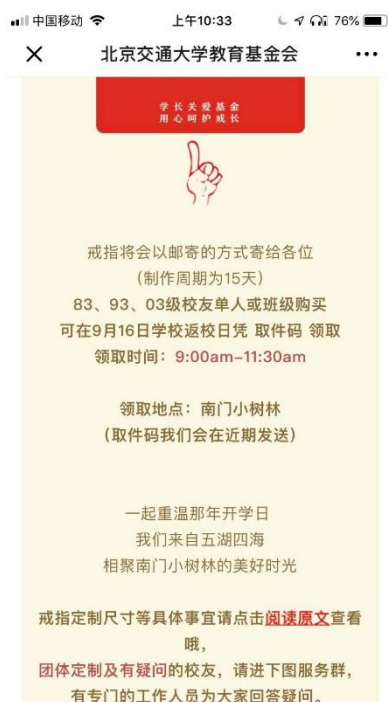 中国移动 上午10:33 76%
北京交通大学教育基金会
学长关爱基金
用心呵护成长
戒指将会以邮寄的方式寄给各位
(制作周期为15天)
83、93、03级校友单人或班级购买
可在9月16日学校返校日凭 取件码 领取
领取时间：9:00am-11:30am
领取地点：南门小树林
(取件码我们会在近期发送)
一起重温那年开学日
我们来自五湖四海
相聚南门小树林的美好时光
戒指定制尺寸等具体事宜请点击阅读原文查看
哦，
团体定制及有疑问的校友，请进下图服务群，
有专门的工作人员为大家回答疑问。